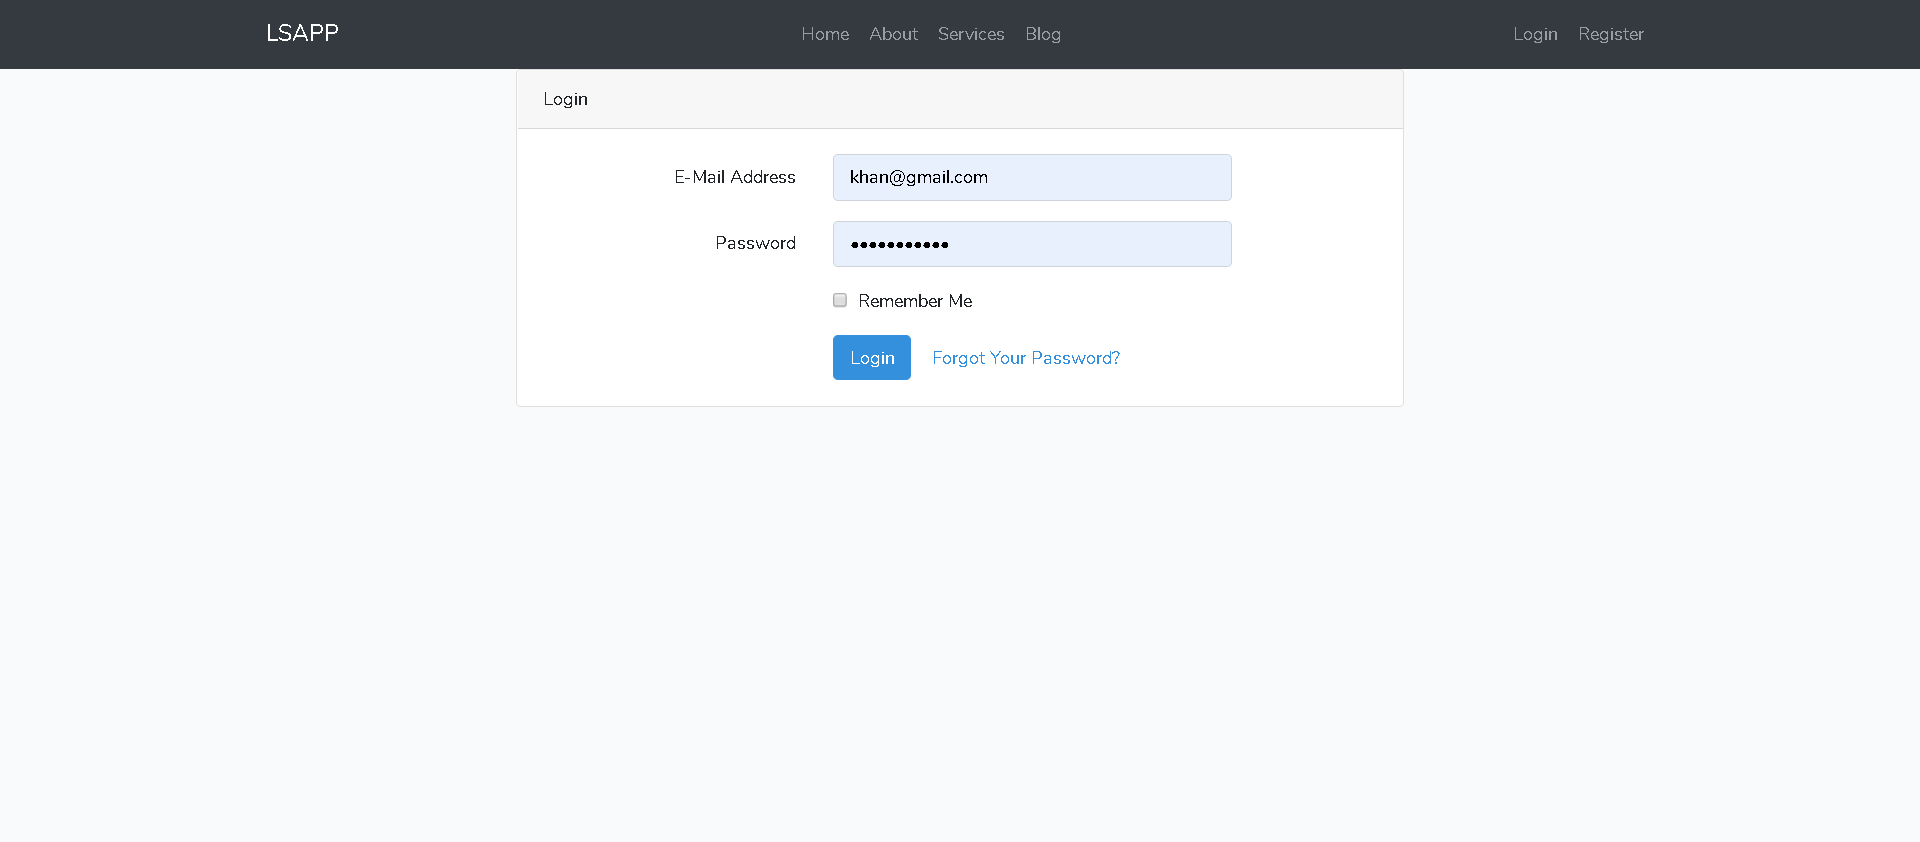 LSAPP Home About Services Blog Login Register
Login
E-Mail Address khan@gmail.com
Password •••••••••••
Remember Me
Login Forgot Your Password?